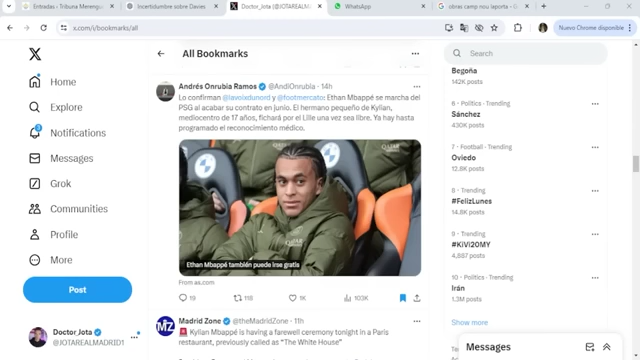 Entradas - Tribuna Mereng
Incertidumbre sobre Davies
Doctor_Jota (@JOTAREALM
WhatsApp
obras camp nou laporta - Goo
x.com/i/bookmarks/all
Nuevo Chrome disponible
Home
Explore
Notifications
Messages
Grok
Communities
Profile
More
Post
Doctor_Jota
@JOTAREALMADRID1
All Bookmarks
Andrés Onrubia Ramos @AndiOnrubia · 14h
Lo confirman @lavoixdunord y @footmercato: Ethan Mbappé se marcha del
PSG al acabar su contrato en junio. El hermano pequeño de Kylian,
mediocentro de 17 años, fichará por el Lille una vez sea libre. Ya hay hasta
programado el reconocimiento médico.
Ethan Mbappé también puede irse gratis
From as.com
19
118
1K
103K
Madrid Zone @theMadridZone · 11h
Kylian Mbappé is having a farewell ceremony tonight in a Paris
restaurant, previously called as "The White House"
Search
Begoña
142K posts
6 · Politics · Trending
Sánchez
430K posts
7 · Football · Trending
Oviedo
12.8K posts
8 · Trending
#FelizLunes
14.8K posts
9 · Trending
#KiVi20MY
4,887 posts
10 · Politics · Trending
Irán
1.3M posts
Show more
Messages